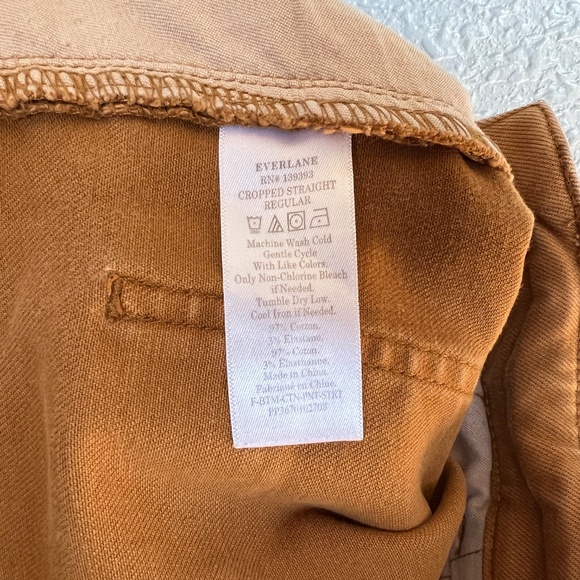 EVERLANE
RN# 139393
CROPPED STRAIGHT
REGULAR
Machine Wash Cold
Gentle Cycle
With Like Colors.
Only Non-Chlorine Bleach
if Needed.
Tumble Dry Low.
Cool Iron if Needed.
97% Cotton.
3% Elastane.
97% Coton.
3% Élasthanne.
Made in China.
Fabriqué en Chine.
F-BTM-CTN-PNT-STRT